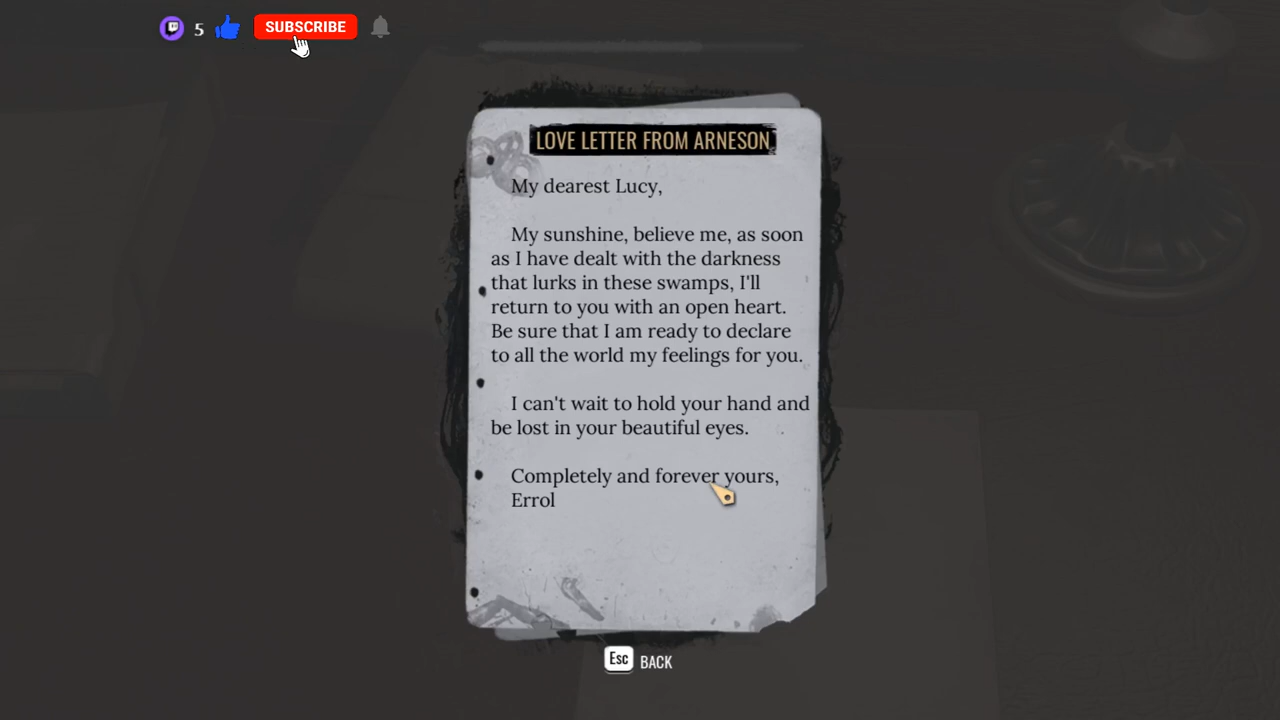 5
SUBSCRIBE
LOVE LETTER FROM ARNESON
My dearest Lucy,
My sunshine, believe me, as soon
as I have dealt with the darkness
that lurks in these swamps, I'll
return to you with an open heart.
Be sure that I am ready to declare
to all the world my feelings for you.
I can't wait to hold your hand and
be lost in your beautiful eyes.
Completely and forever yours,
Errol
Esc BACK